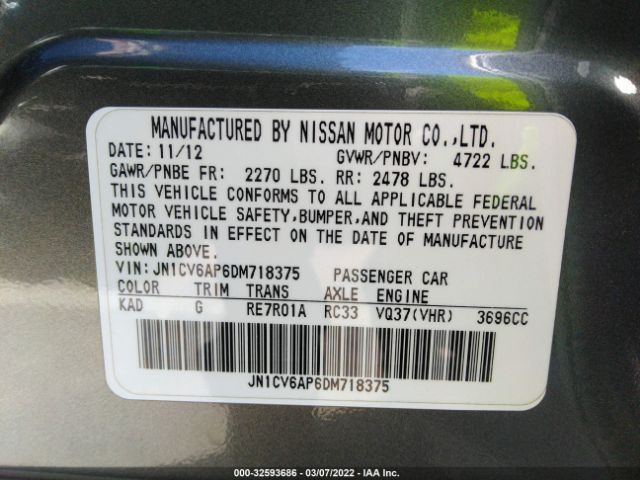 MANUFACTURED BY NISSAN MOTOR CO.,LTD.
DATE: 11/12 GVWR/PNBV: 4722 LBS.
GAWR/PNBE FR: 2270 LBS. RR: 2478 LBS.
THIS VEHICLE CONFORMS TO ALL APPLICABLE FEDERAL
MOTOR VEHICLE SAFETY,BUMPER,AND THEFT PREVENTION
STANDARDS IN EFFECT ON THE DATE OF MANUFACTURE
SHOWN ABOVE.
VIN: JN1CV6AP6DM718375 PASSENGER CAR
COLOR TRIM TRANS AXLE ENGINE
KAD G RE7R01A RC33 VQ37(VHR) 3696CC
JN1CV6AP6DM718375
000-32593686 - 03/07/2022 - IAA Inc.